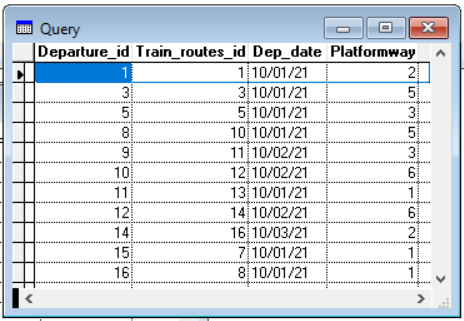 Query
Departure_id Train_routes_id Dep_date Platformway
1 1 10/01/21 2
3 3 10/01/21 5
5 5 10/01/21 3
8 10 10/01/21 5
9 11 10/02/21 3
10 12 10/02/21 6
11 13 10/01/21 1
12 14 10/02/21 6
14 16 10/03/21 2
15 7 10/01/21 1
16 8 10/01/21 1